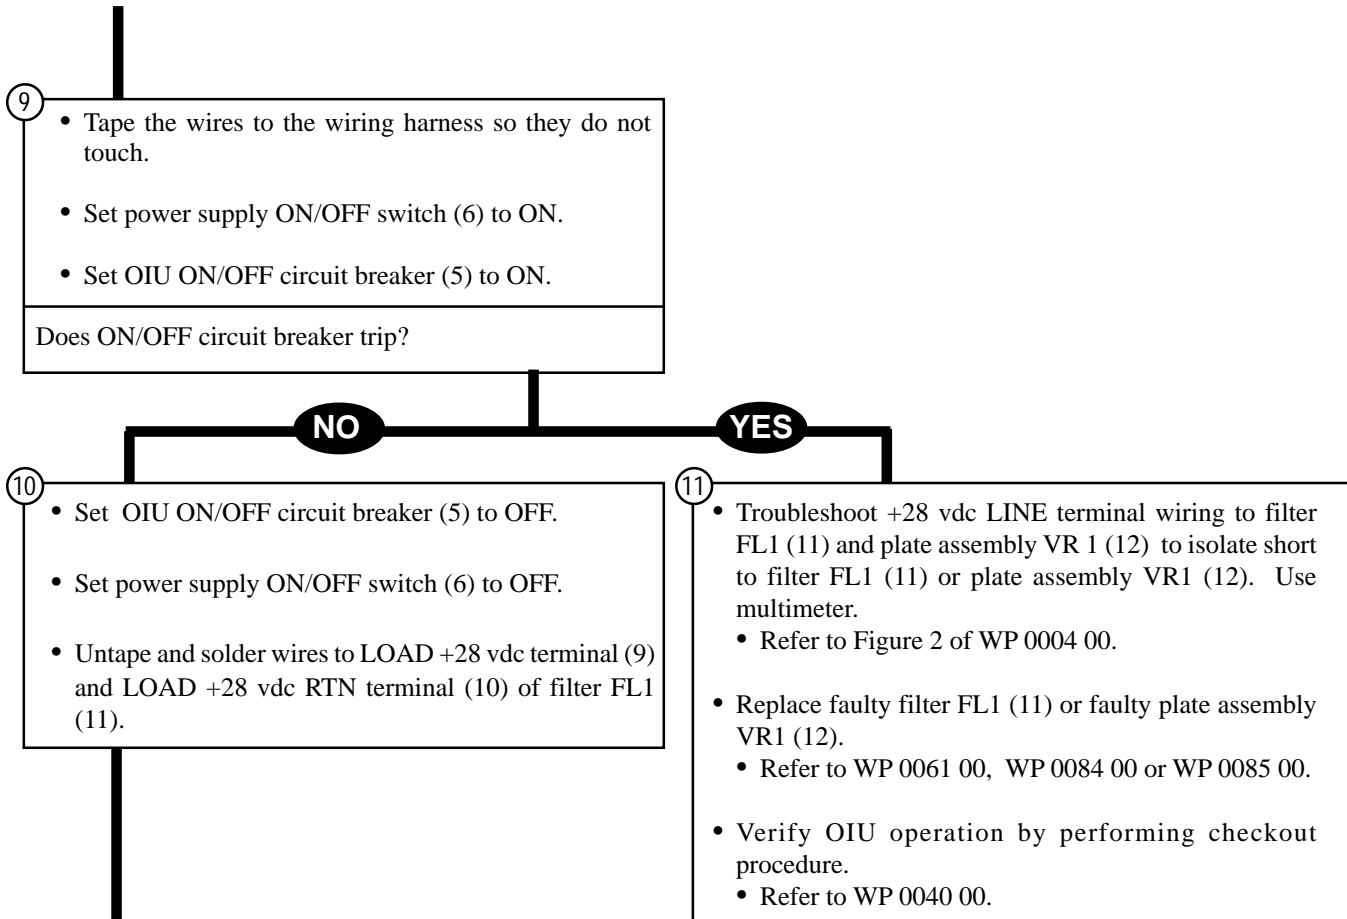 9
• Tape the wires to the wiring harness so they do not
touch.
• Set power supply ON/OFF switch (6) to ON.
• Set OIU ON/OFF circuit breaker (5) to ON.
Does ON/OFF circuit breaker trip?
NO
YES
10
• Set OIU ON/OFF circuit breaker (5) to OFF.
• Set power supply ON/OFF switch (6) to OFF.
• Untape and solder wires to LOAD +28 vdc terminal (9)
and LOAD +28 vdc RTN terminal (10) of filter FL1
(11).
11
• Troubleshoot +28 vdc LINE terminal wiring to filter
FL1 (11) and plate assembly VR 1 (12) to isolate short
to filter FL1 (11) or plate assembly VR1 (12). Use
multimeter.
• Refer to Figure 2 of WP 0004 00.
• Replace faulty filter FL1 (11) or faulty plate assembly
VR1 (12).
• Refer to WP 0061 00, WP 0084 00 or WP 0085 00.
• Verify OIU operation by performing checkout
procedure.
• Refer to WP 0040 00.